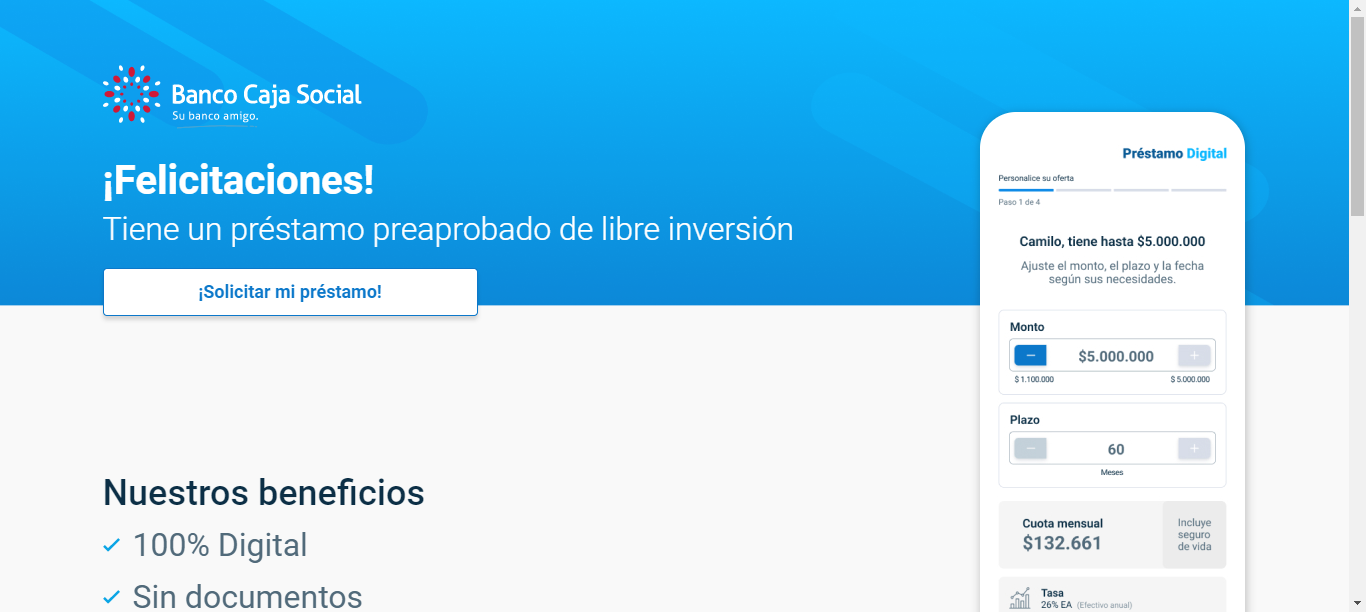 Banco Caja Social
Su banco amigo.
¡Felicitaciones!
Tiene un préstamo preaprobado de libre inversión
¡Solicitar mi préstamo!
Nuestros beneficios
100% Digital
Sin documentos
Préstamo Digital
Personalice su oferta
Paso 1 de 4
Camilo, tiene hasta $5.000.000
Ajuste el monto, el plazo y la fecha
según sus necesidades.
Monto
− $5.000.000 +
$ 1.100.000 $ 5.000.000
Plazo
− 60 +
Meses
Cuota mensual
$132.661
Incluye
seguro
de vida
Tasa
26% EA (Efectivo anual)